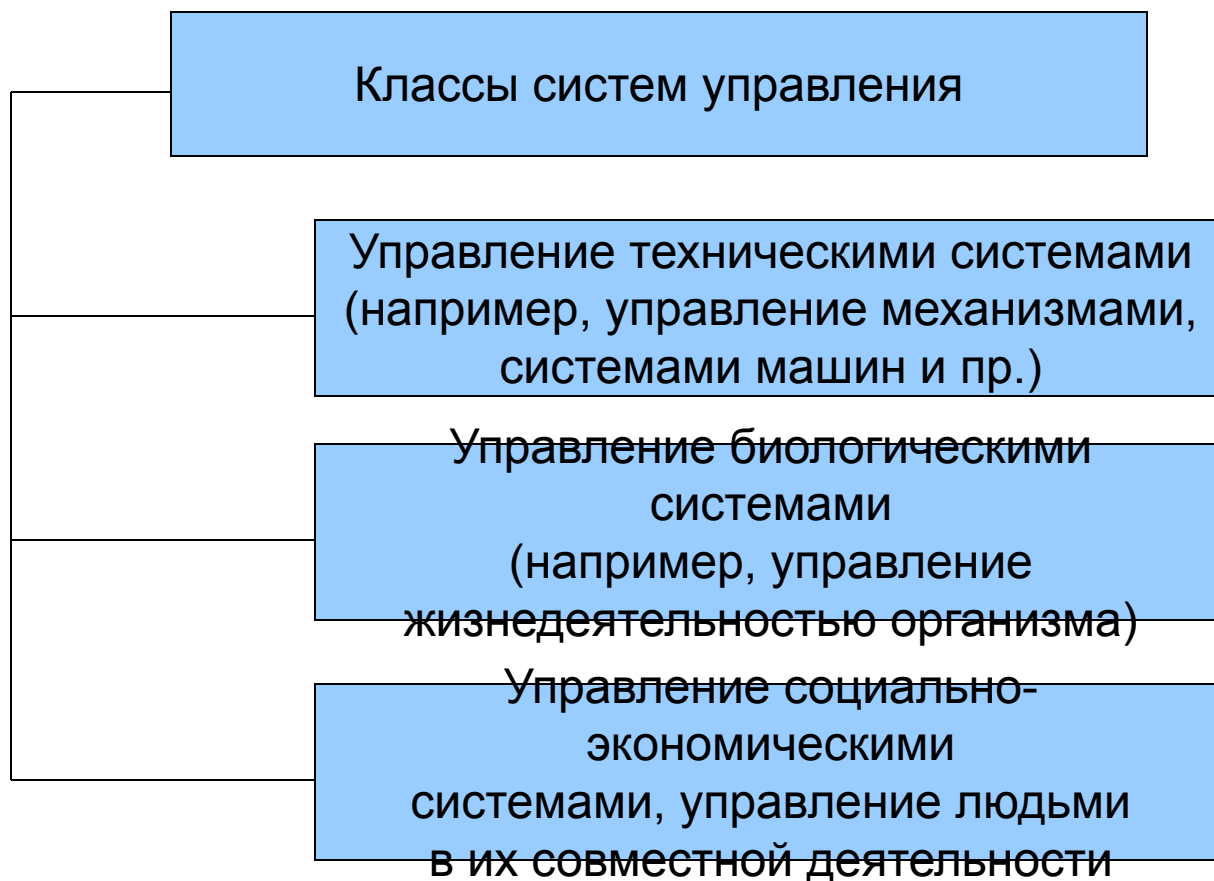 Классы систем управления
Управление техническими системами
(например, управление механизмами,
системами машин и пр.)
Управление биологическими
системами
(например, управление
жизнедеятельностью организма)
Управление социально-
экономическими
системами, управление людьми
в их совместной деятельности